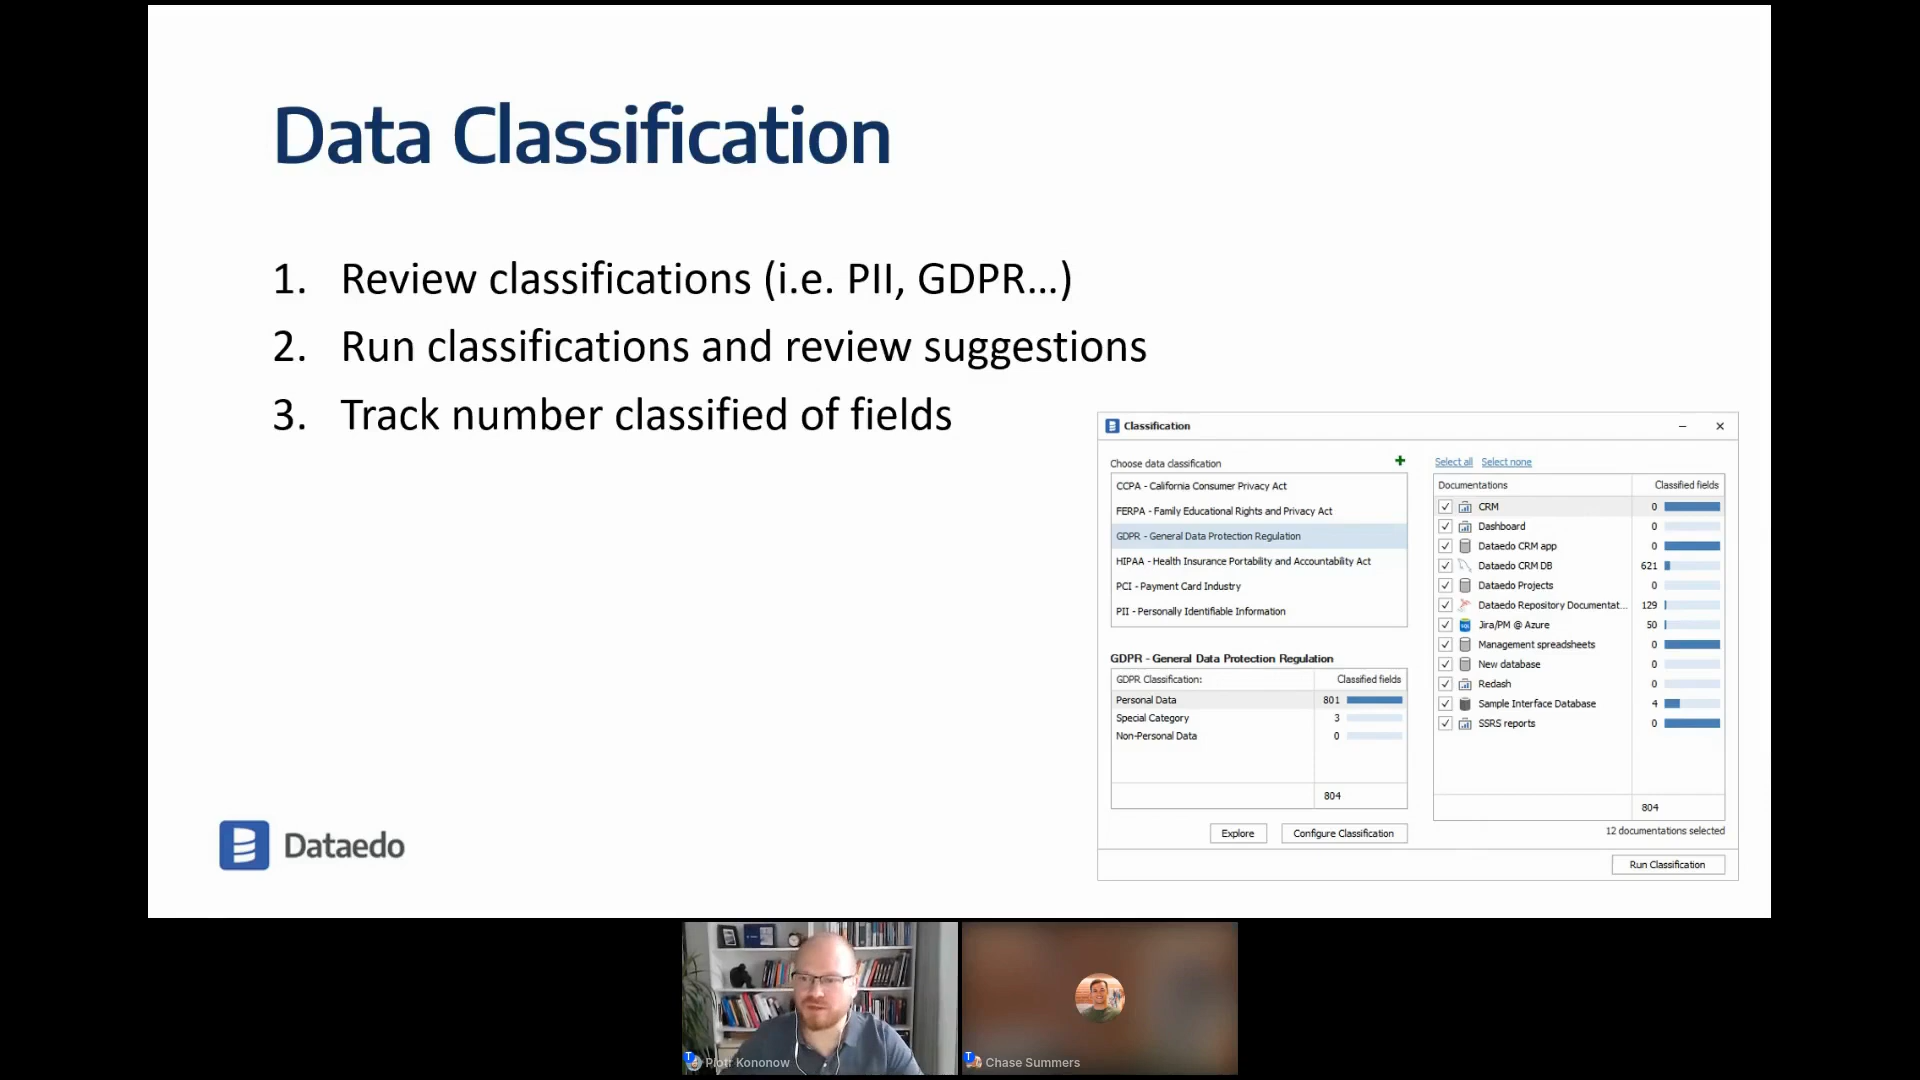 Data Classification
1. Review classifications (i.e. PII, GDPR...)
2. Run classifications and review suggestions
3. Track number classified of fields
Classification
Choose data classification
CCPA - California Consumer Privacy Act
FERPA - Family Educational Rights and Privacy Act
GDPR - General Data Protection Regulation
HIPAA - Health Insurance Portability and Accountability Act
PCI - Payment Card Industry
PII - Personally Identifiable Information
GDPR - General Data Protection Regulation
GDPR Classification: Classified fields
Personal Data 801
Special Category 3
Non-Personal Data 0
804
Explore Configure Classification
Select all Select none
Documentations Classified fields
CRM 0
Dashboard 0
Dataedo CRM app 0
Dataedo CRM DB 621
Dataedo Projects 0
Dataedo Repository Documentat... 129
Jira/PM @ Azure 50
Management spreadsheets 0
New database 0
Redash 0
Sample Interface Database 4
SSRS reports 0
804
12 documentations selected
Run Classification
Dataedo
Piotr Kononow
Chase Summers